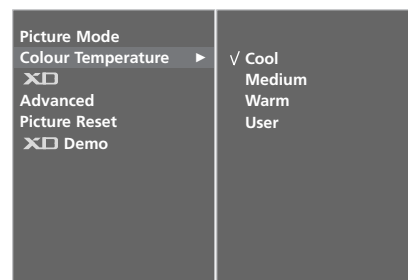 Picture Mode
Colour Temperature ►
XD
Advanced
Picture Reset
XD Demo
√ Cool
Medium
Warm
User